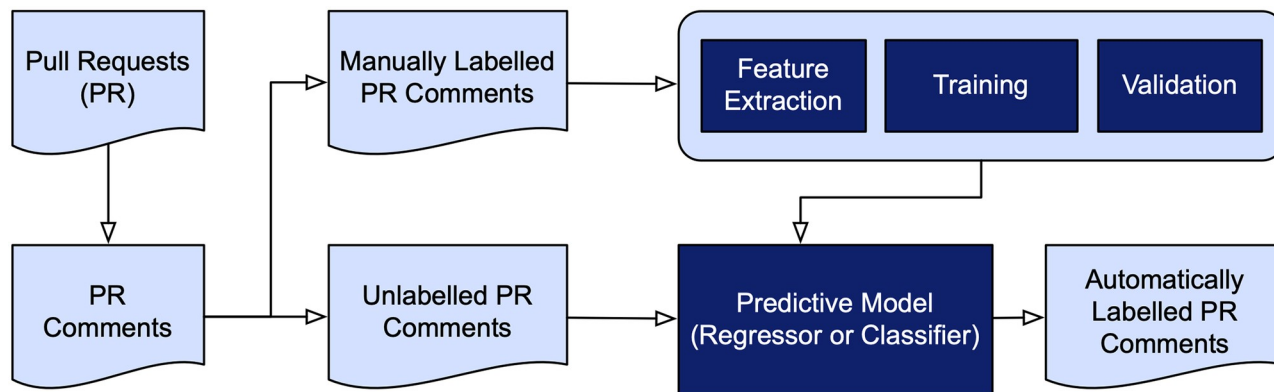 Pull Requests
(PR)
Manually Labelled
PR Comments
Feature
Extraction
Training
Validation
PR
Comments
Unlabelled PR
Comments
Predictive Model
(Regressor or Classifier)
Automatically
Labelled PR
Comments